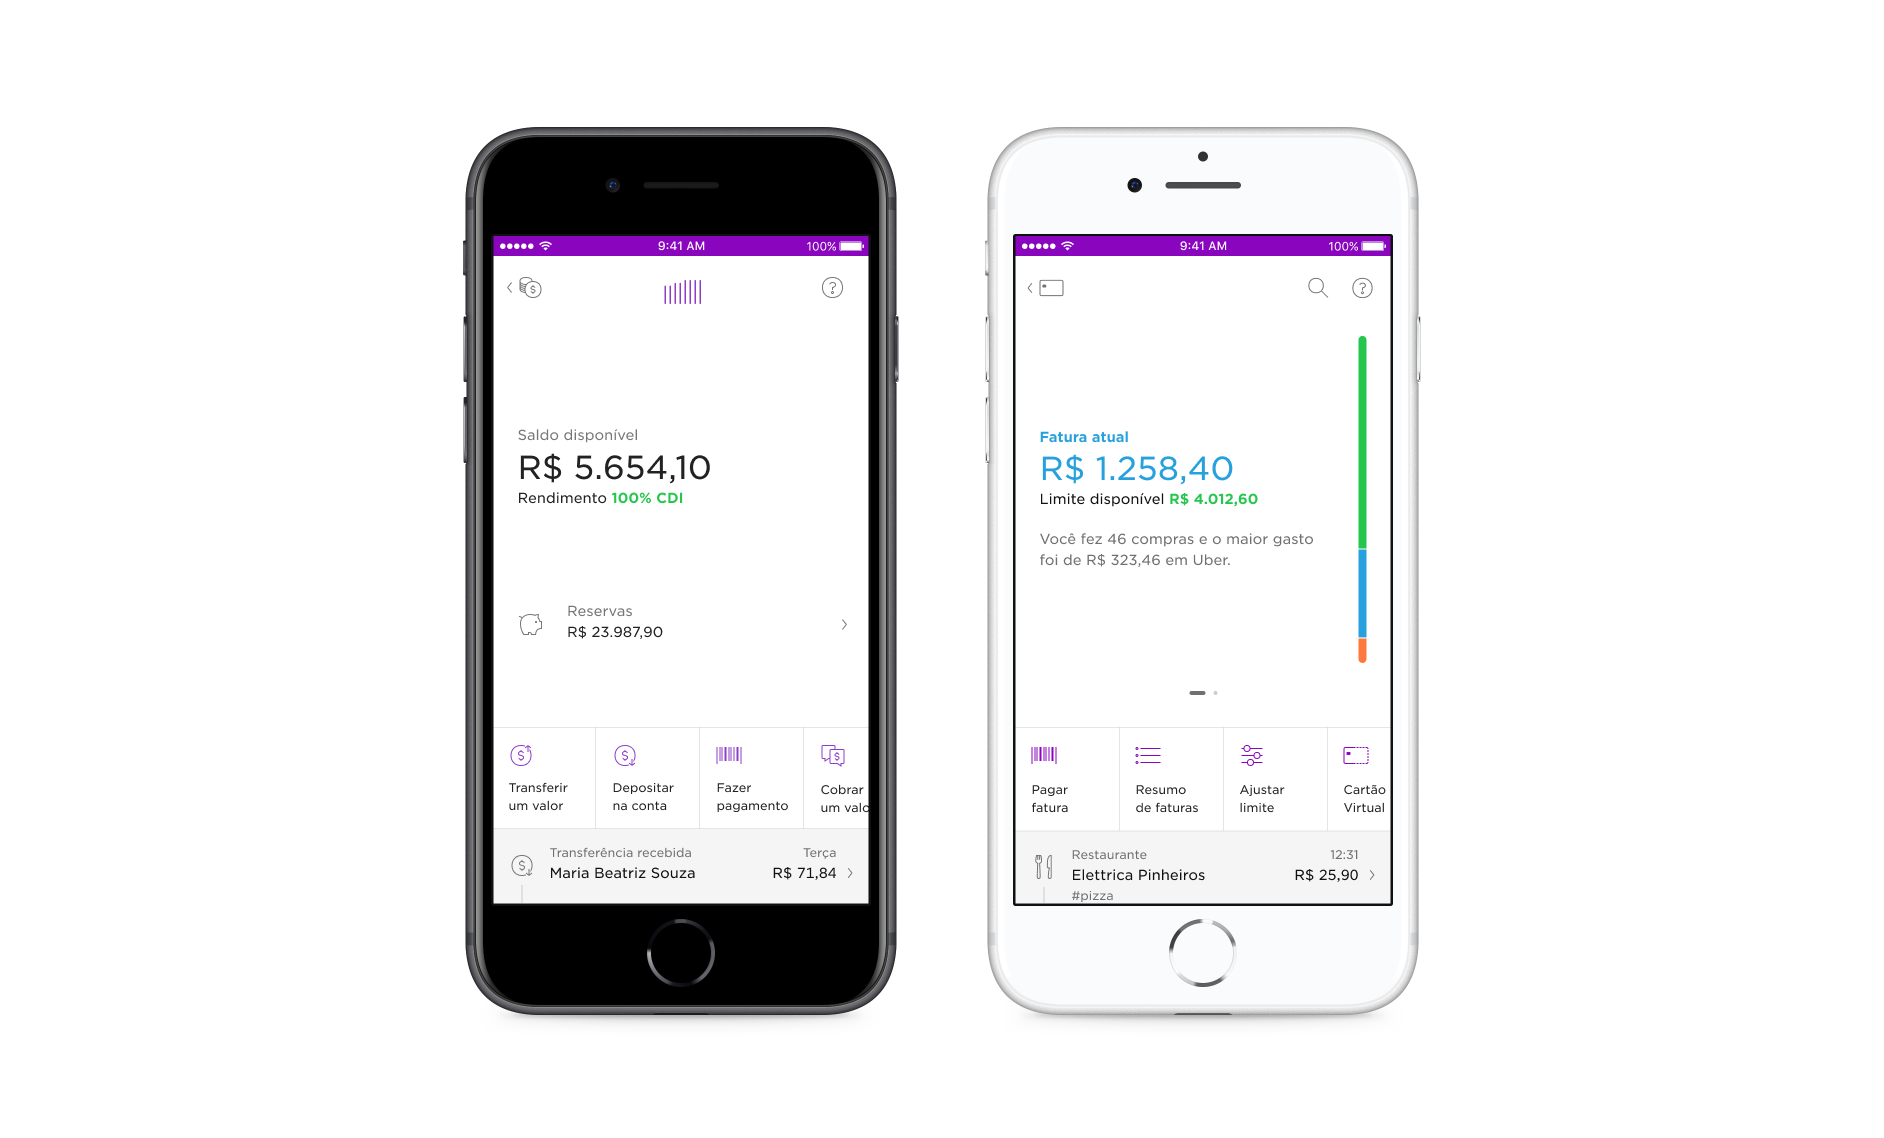 9:41 AM
100%
Saldo disponível
R$ 5.654,10
Rendimento 100% CDI
Reservas
R$ 23.987,90
Transferir
um valor
Depositar
na conta
Fazer
pagamento
Cobrar
um valo
Transferência recebida
Terça
Maria Beatriz Souza
R$ 71,84
9:41 AM
100%
Fatura atual
R$ 1.258,40
Limite disponível R$ 4.012,60
Você fez 46 compras e o maior gasto
foi de R$ 323,46 em Uber.
Pagar
fatura
Resumo
de faturas
Ajustar
limite
Cartão
Virtual
Restaurante
12:31
Elettrica Pinheiros
R$ 25,90
#pizza